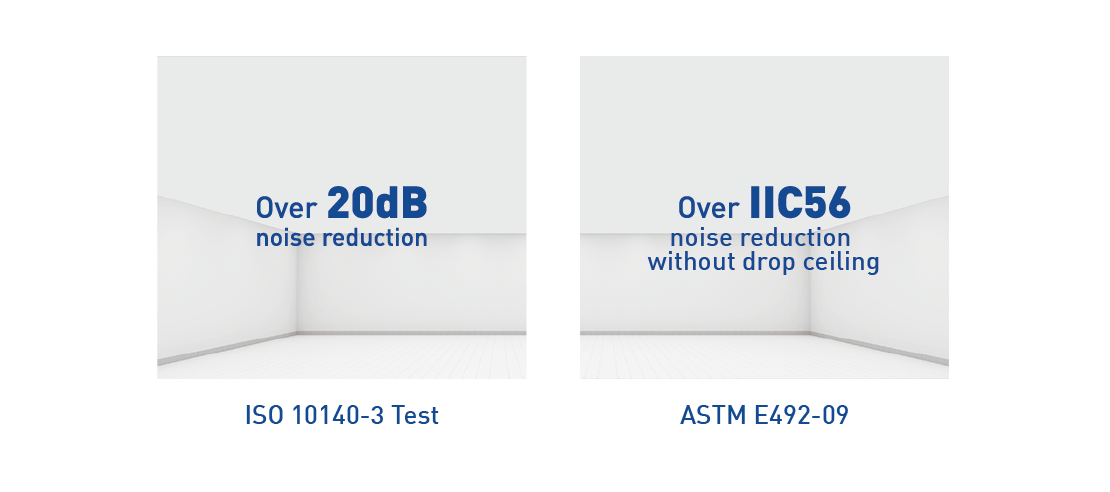 Over 20dB
noise reduction
Over IIC56
noise reduction
without drop ceiling
ISO 10140-3 Test
ASTM E492-09